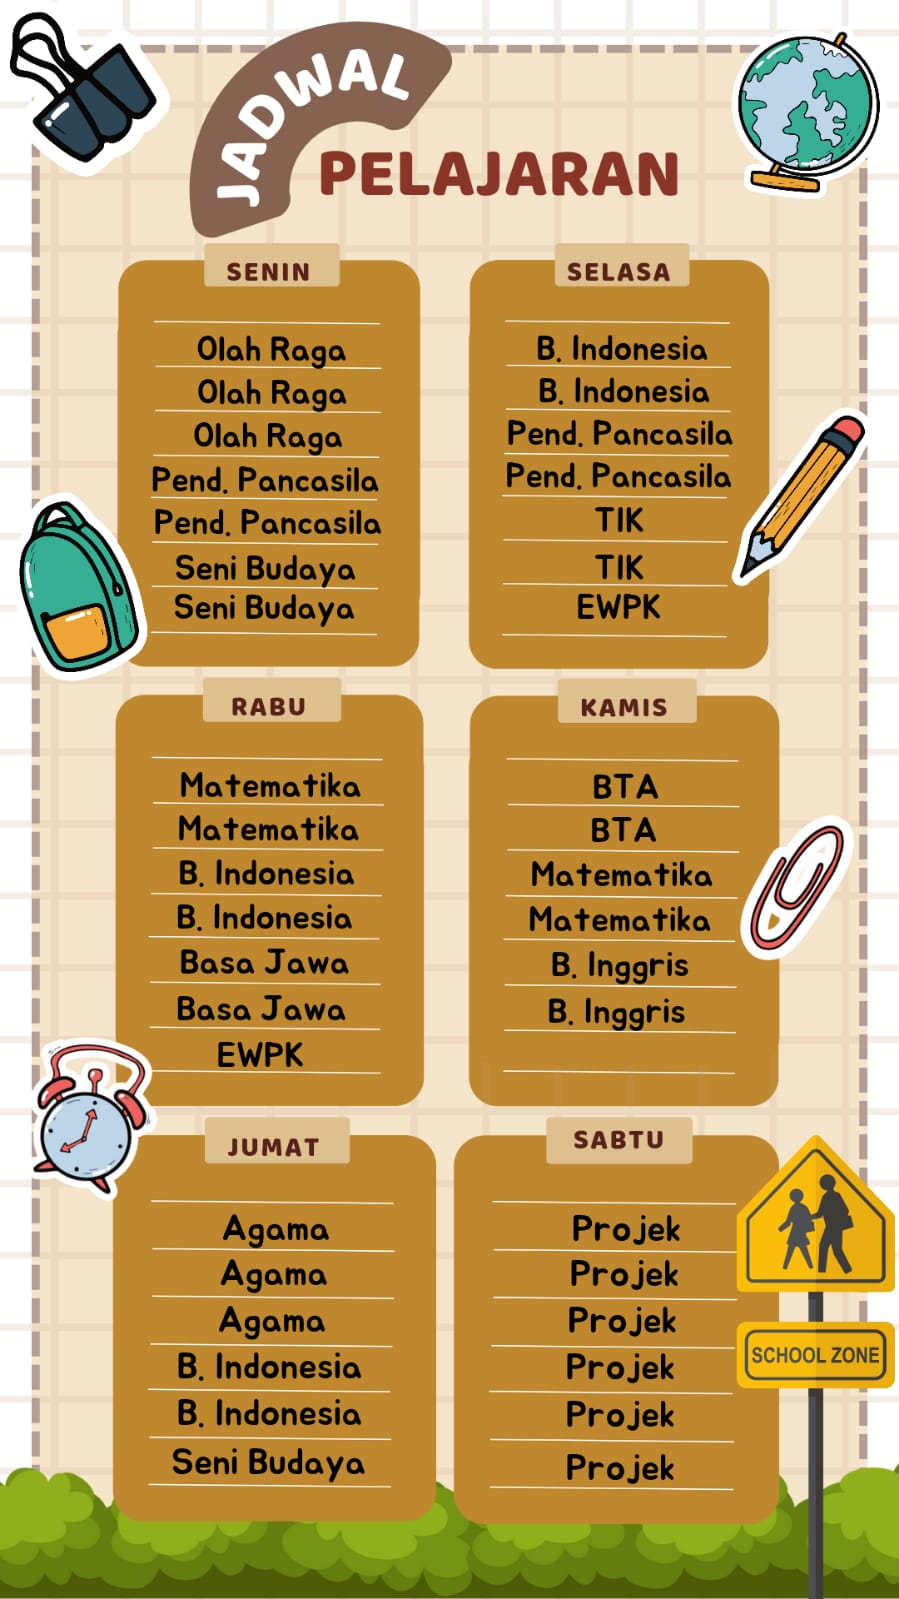 JADWAL
PELAJARAN
SENIN
Olah Raga
Olah Raga
Olah Raga
Pend. Pancasila
Pend. Pancasila
Seni Budaya
Seni Budaya
SELASA
B. Indonesia
B. Indonesia
Pend. Pancasila
Pend. Pancasila
TIK
TIK
EWPK
RABU
Matematika
Matematika
B. Indonesia
B. Indonesia
Basa Jawa
Basa Jawa
EWPK
KAMIS
BTA
BTA
Matematika
Matematika
B. Inggris
B. Inggris
JUMAT
Agama
Agama
Agama
B. Indonesia
B. Indonesia
Seni Budaya
SABTU
Projek
Projek
Projek
Projek
Projek
Projek
SCHOOL ZONE